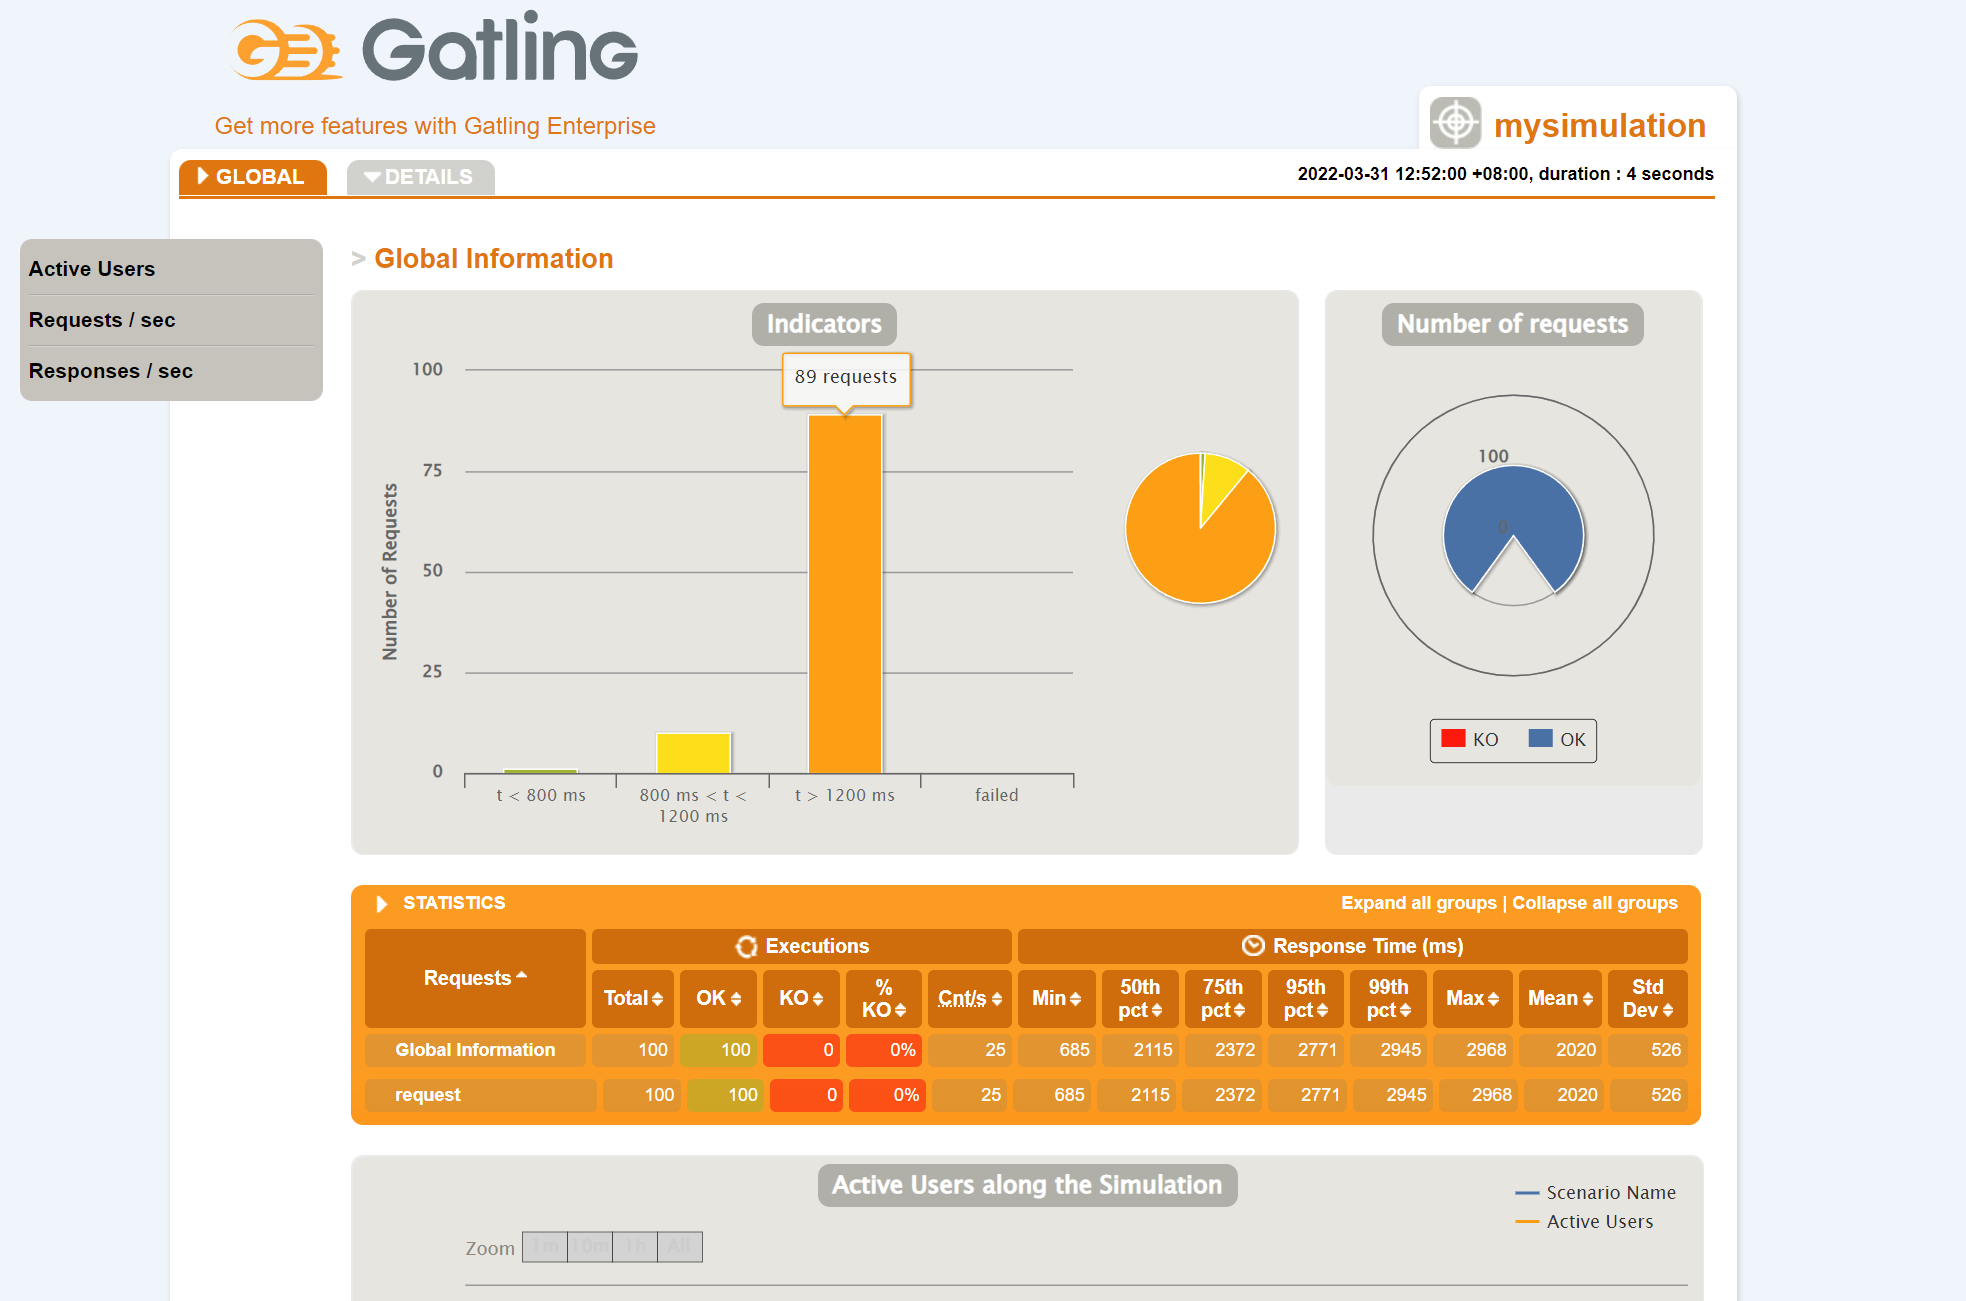 Gatling
Get more features with Gatling Enterprise
mysimulation
GLOBAL
DETAILS
2022-03-31 12:52:00 +08:00, duration : 4 seconds
Active Users
Requests / sec
Responses / sec
> Global Information
Indicators
Number of Requests
100
75
50
25
0
89 requests
t < 800 ms
800 ms < t <
1200 ms
t > 1200 ms
failed
Number of requests
100
0
KO
OK
STATISTICS
Expand all groups | Collapse all groups
Requests
Executions
Response Time (ms)
Total
OK
KO
%
KO
Cnt/s
Min
50th
pct
75th
pct
95th
pct
99th
pct
Max
Mean
Std
Dev
Global Information 100 100 0 0% 25 685 2115 2372 2771 2945 2968 2020 526
request 100 100 0 0% 25 685 2115 2372 2771 2945 2968 2020 526
Active Users along the Simulation
Scenario Name
Active Users
Zoom 1m 10m 1h All